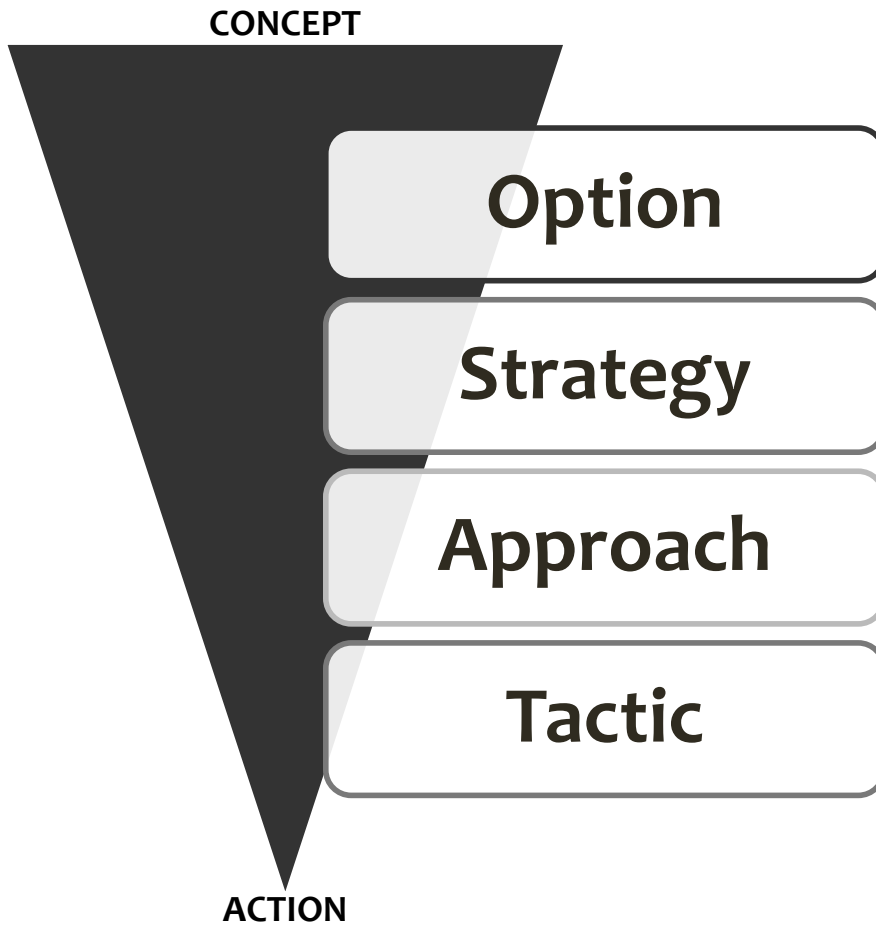 CONCEPT
Option
Strategy
Approach
Tactic
ACTION